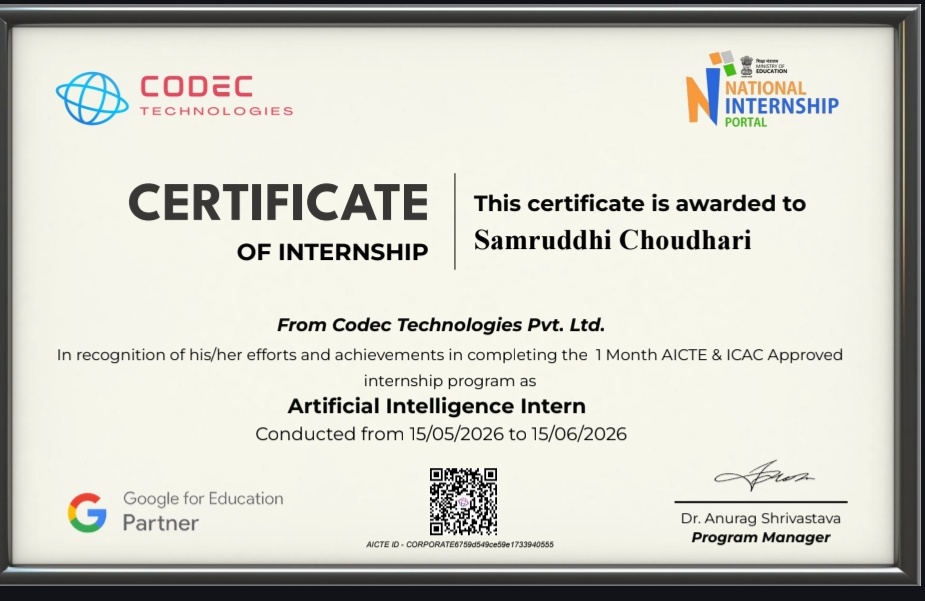 CODEC
TECHNOLOGIES
MINISTRY OF
EDUCATION
NATIONAL
INTERNSHIP
PORTAL
CERTIFICATE
OF INTERNSHIP
This certificate is awarded to
Samruddhi Choudhari
From Codec Technologies Pvt. Ltd.
In recognition of his/her efforts and achievements in completing the 1 Month AICTE & ICAC Approved
internship program as
Artificial Intelligence Intern
Conducted from 15/05/2026 to 15/06/2026
Google for Education
Partner
AICTE ID - CORPORATE6759d549ce59e1733940555
Dr. Anurag Shrivastava
Program Manager